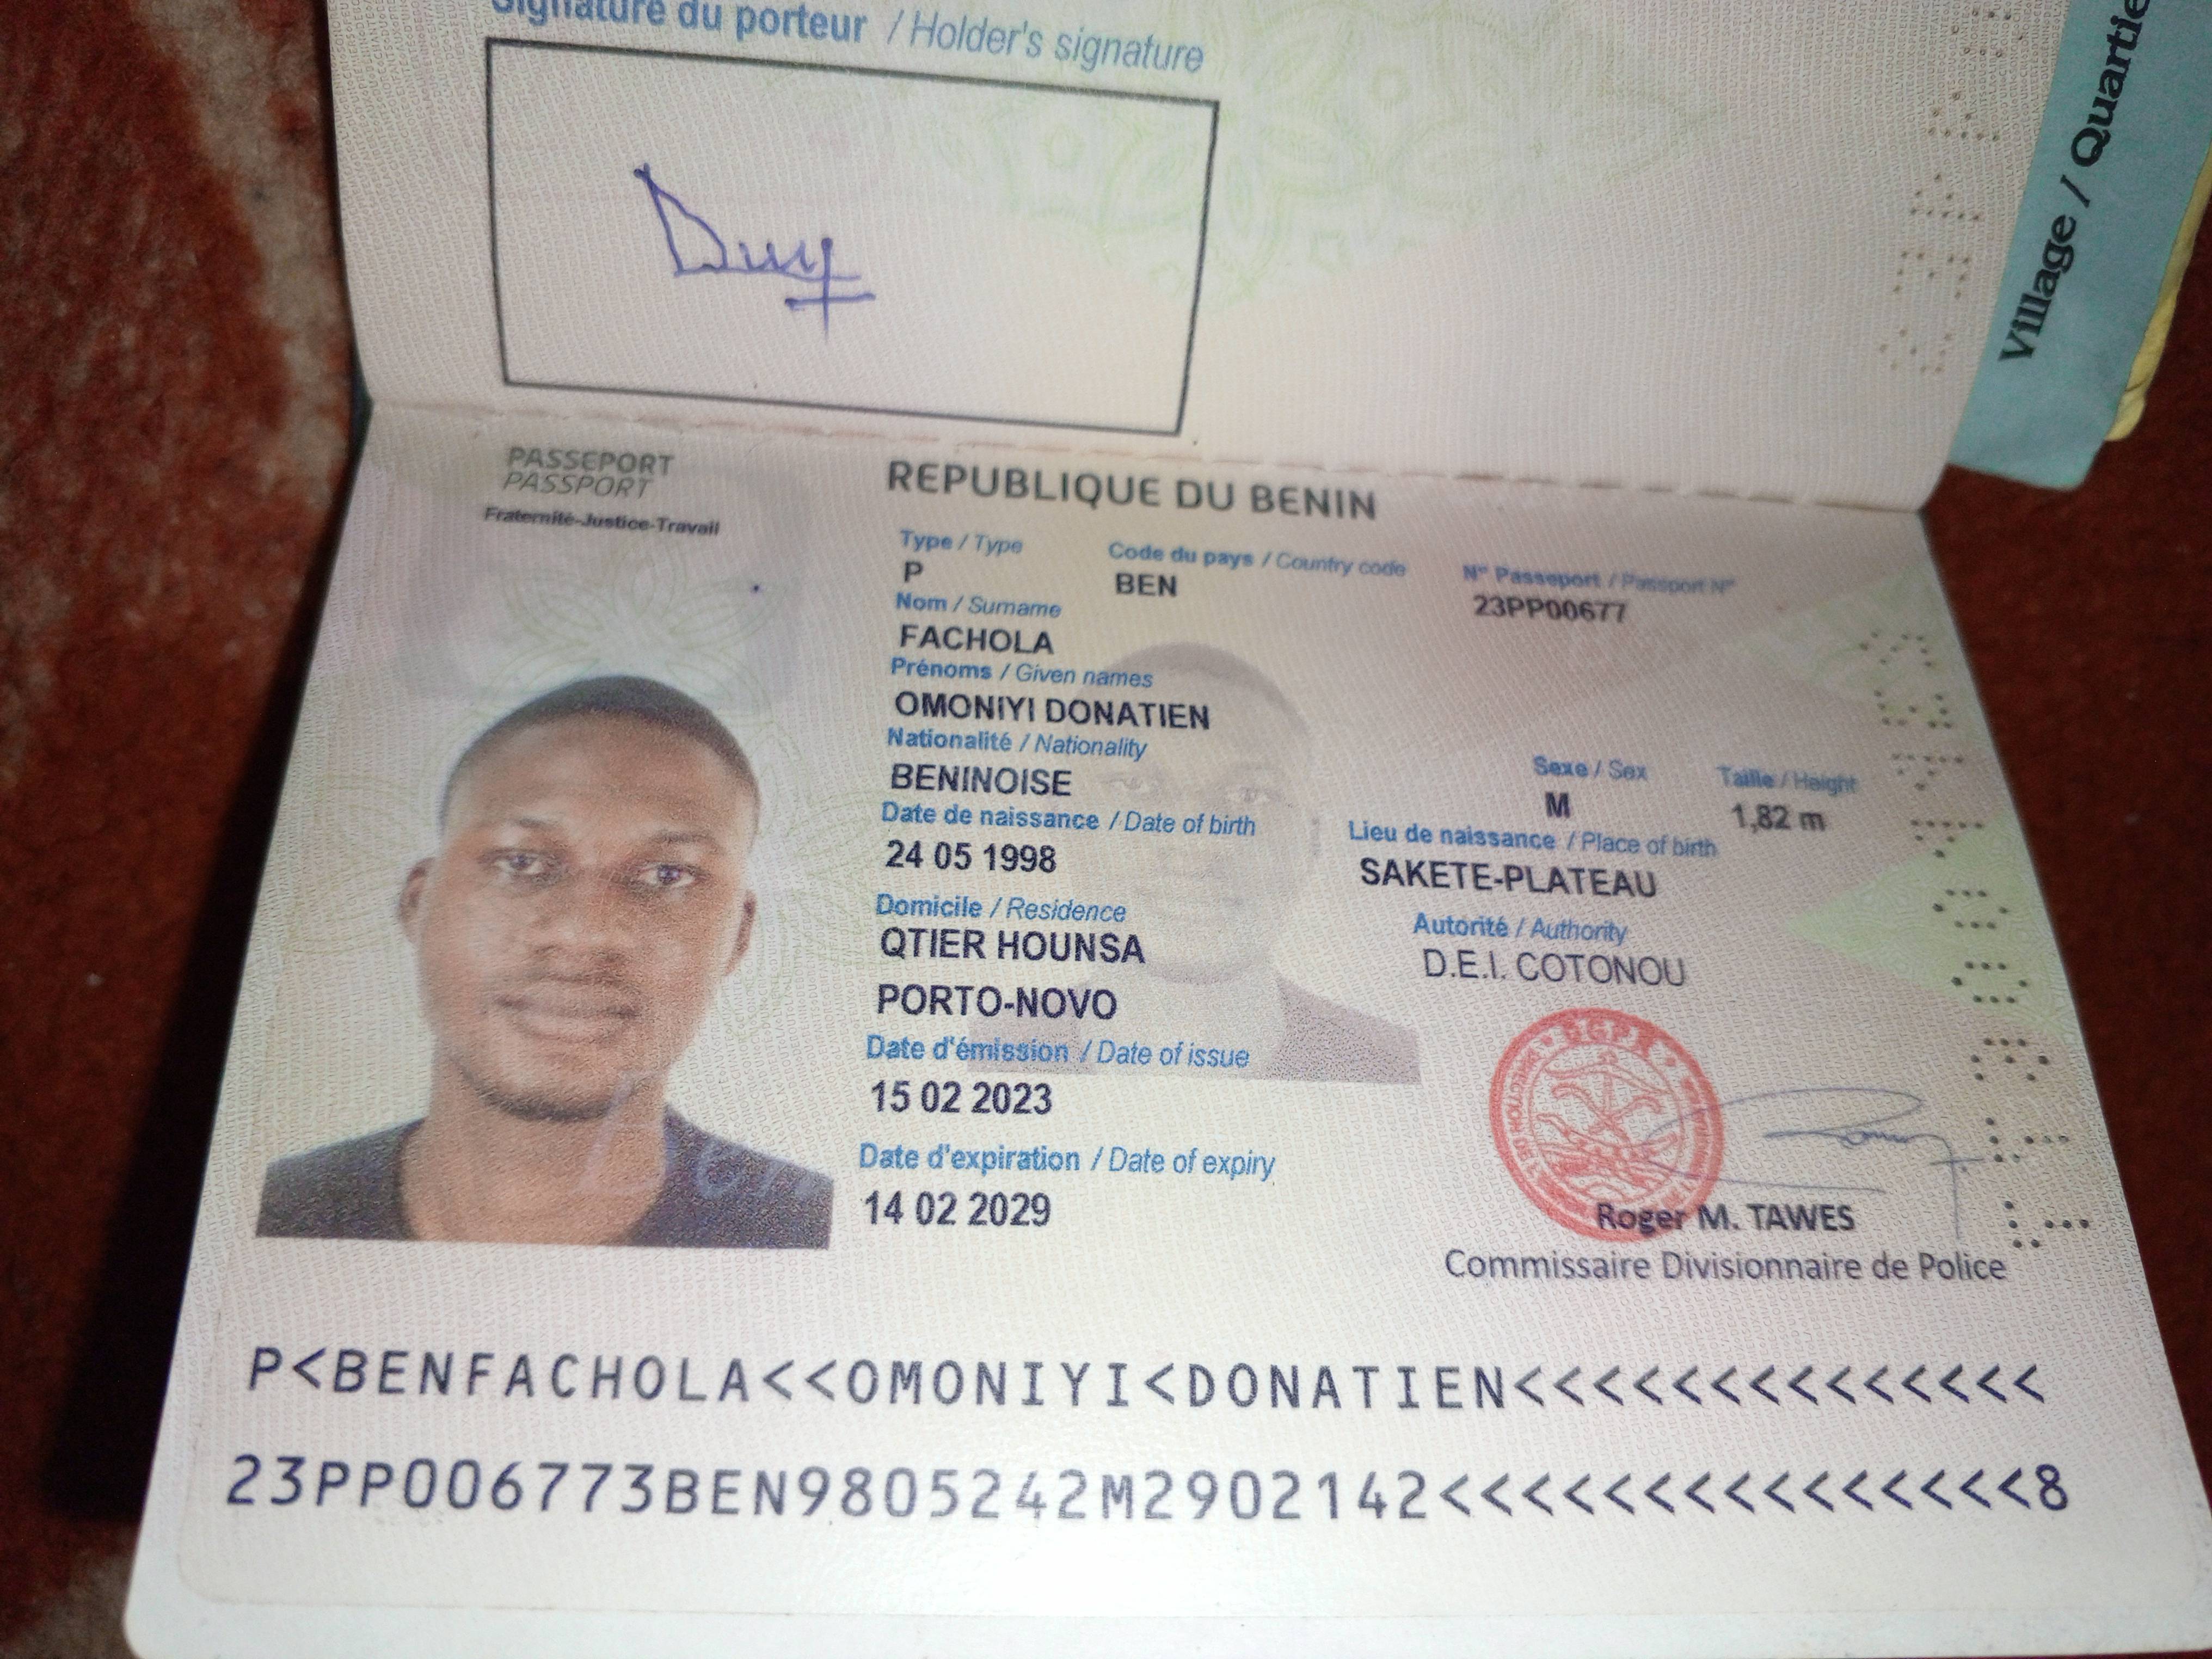 Signature du porteur / Holder's signature
Village / Quartie
PASSEPORT
PASSPORT
Fraternité-Justice-Travail
REPUBLIQUE DU BENIN
Type / Type
Code du pays / Country code
N° Passeport / Passport N°
P
BEN
23PP00677
Nom / Surname
FACHOLA
Prénoms / Given names
OMONIYI DONATIEN
Nationalité / Nationality
Sexe / Sex
Taille / Height
BENINOISE
M
1,82 m
Date de naissance / Date of birth
Lieu de naissance / Place of birth
24 05 1998
SAKETE-PLATEAU
Domicile / Residence
Autorité / Authority
QTIER HOUNSA
D.E.I. COTONOU
PORTO-NOVO
Date d'émission / Date of issue
15 02 2023
Date d'expiration / Date of expiry
14 02 2029
Roger M. TAWES
Commissaire Divisionnaire de Police
P<BENFACHOLA<<OMONIYI<DONATIEN<<<<<<<<<<<<<<
23PP006773BEN9805242M2902142<<<<<<<<<<<<<<<8